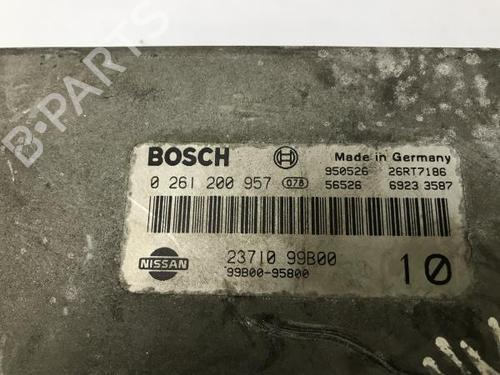 B-PARTS
BOSCH
Made in Germany
0 261 200 957 078
950526 26RT7186
56526 6923 3587
NISSAN
23710 99B00
99B00-95800
10